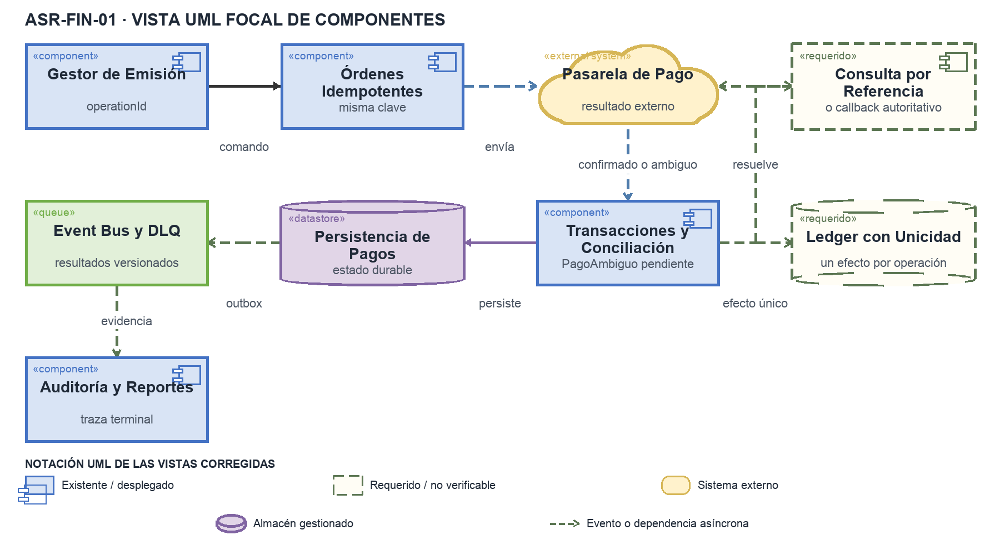 ASR-FIN-01 · VISTA UML FOCAL DE COMPONENTES
«component»
Gestor de Emisión
operationId
«component»
Órdenes
Idempotentes
misma clave
«external system»
Pasarela de Pago
resultado externo
«requerido»
Consulta por
Referencia
o callback autoritativo
comando
envía
confirmado o ambiguo
resuelve
«queue»
Event Bus y DLQ
resultados versionados
«datastore»
Persistencia de
Pagos
estado durable
«component»
Transacciones y
Conciliación
PagoAmbiguo pendiente
«requerido»
Ledger con Unicidad
un efecto por operación
outbox
persiste
efecto único
evidencia
«component»
Auditoría y Reportes
traza terminal
NOTACIÓN UML DE LAS VISTAS CORREGIDAS
Existente / desplegado
Requerido / no verificable
Sistema externo
Almacén gestionado
Evento o dependencia asíncrona